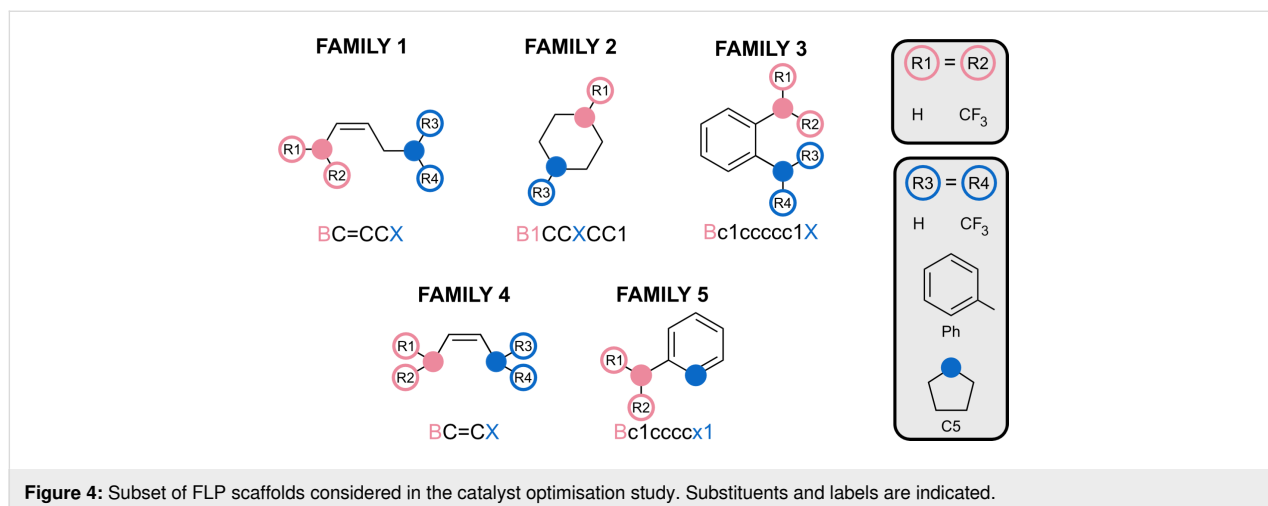 FAMILY 1
R1
R2
R3
R4
BC=CCX
FAMILY 2
R1
R3
B1CCXCC1
FAMILY 3
R1
R2
R3
R4
Bc1ccccc1X
FAMILY 4
R1
R2
R3
R4
BC=CX
FAMILY 5
R1
R2
Bc1ccccx1
R1 = R2
H CF₃
R3 = R4
H CF₃
Ph
C5
Figure 4: Subset of FLP scaffolds considered in the catalyst optimisation study. Substituents and labels are indicated.